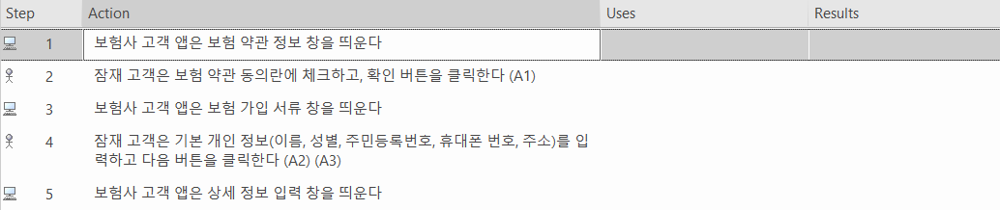 Step Action Uses Results
1 보험사 고객 앱은 보험 약관 정보 창을 띄운다
2 잠재 고객은 보험 약관 동의란에 체크하고, 확인 버튼을 클릭한다 (A1)
3 보험사 고객 앱은 보험 가입 서류 창을 띄운다
4 잠재 고객은 기본 개인 정보(이름, 성별, 주민등록번호, 휴대폰 번호, 주소)를 입
력하고 다음 버튼을 클릭한다 (A2) (A3)
5 보험사 고객 앱은 상세 정보 입력 창을 띄운다